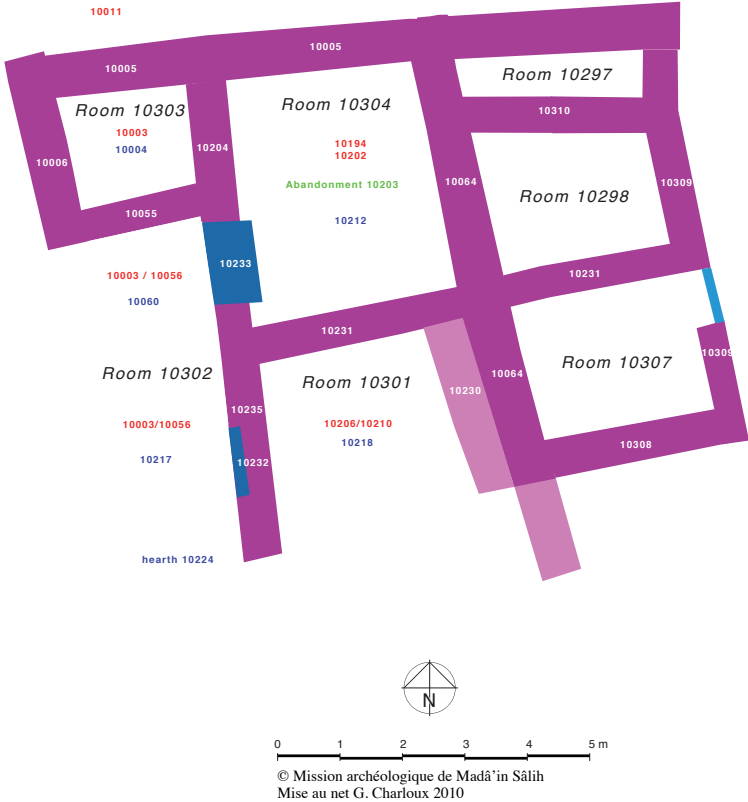 10011
10005
10005
Room 10297
Room 10303
Room 10304
10310
10003
10004
10204
10194
10202
10006
10064
10309
Abandonment 10203
Room 10298
10055
10212
10233
10003 / 10056
10060
10231
10231
Room 10302
Room 10301
10230
10064
Room 10307
10309
10235
10003/10056
10206/10210
10218
10308
10217
10232
hearth 10224
N
0 1 2 3 4 5 m
© Mission archéologique de Madâ'in Sâlih
Mise au net G. Charloux 2010